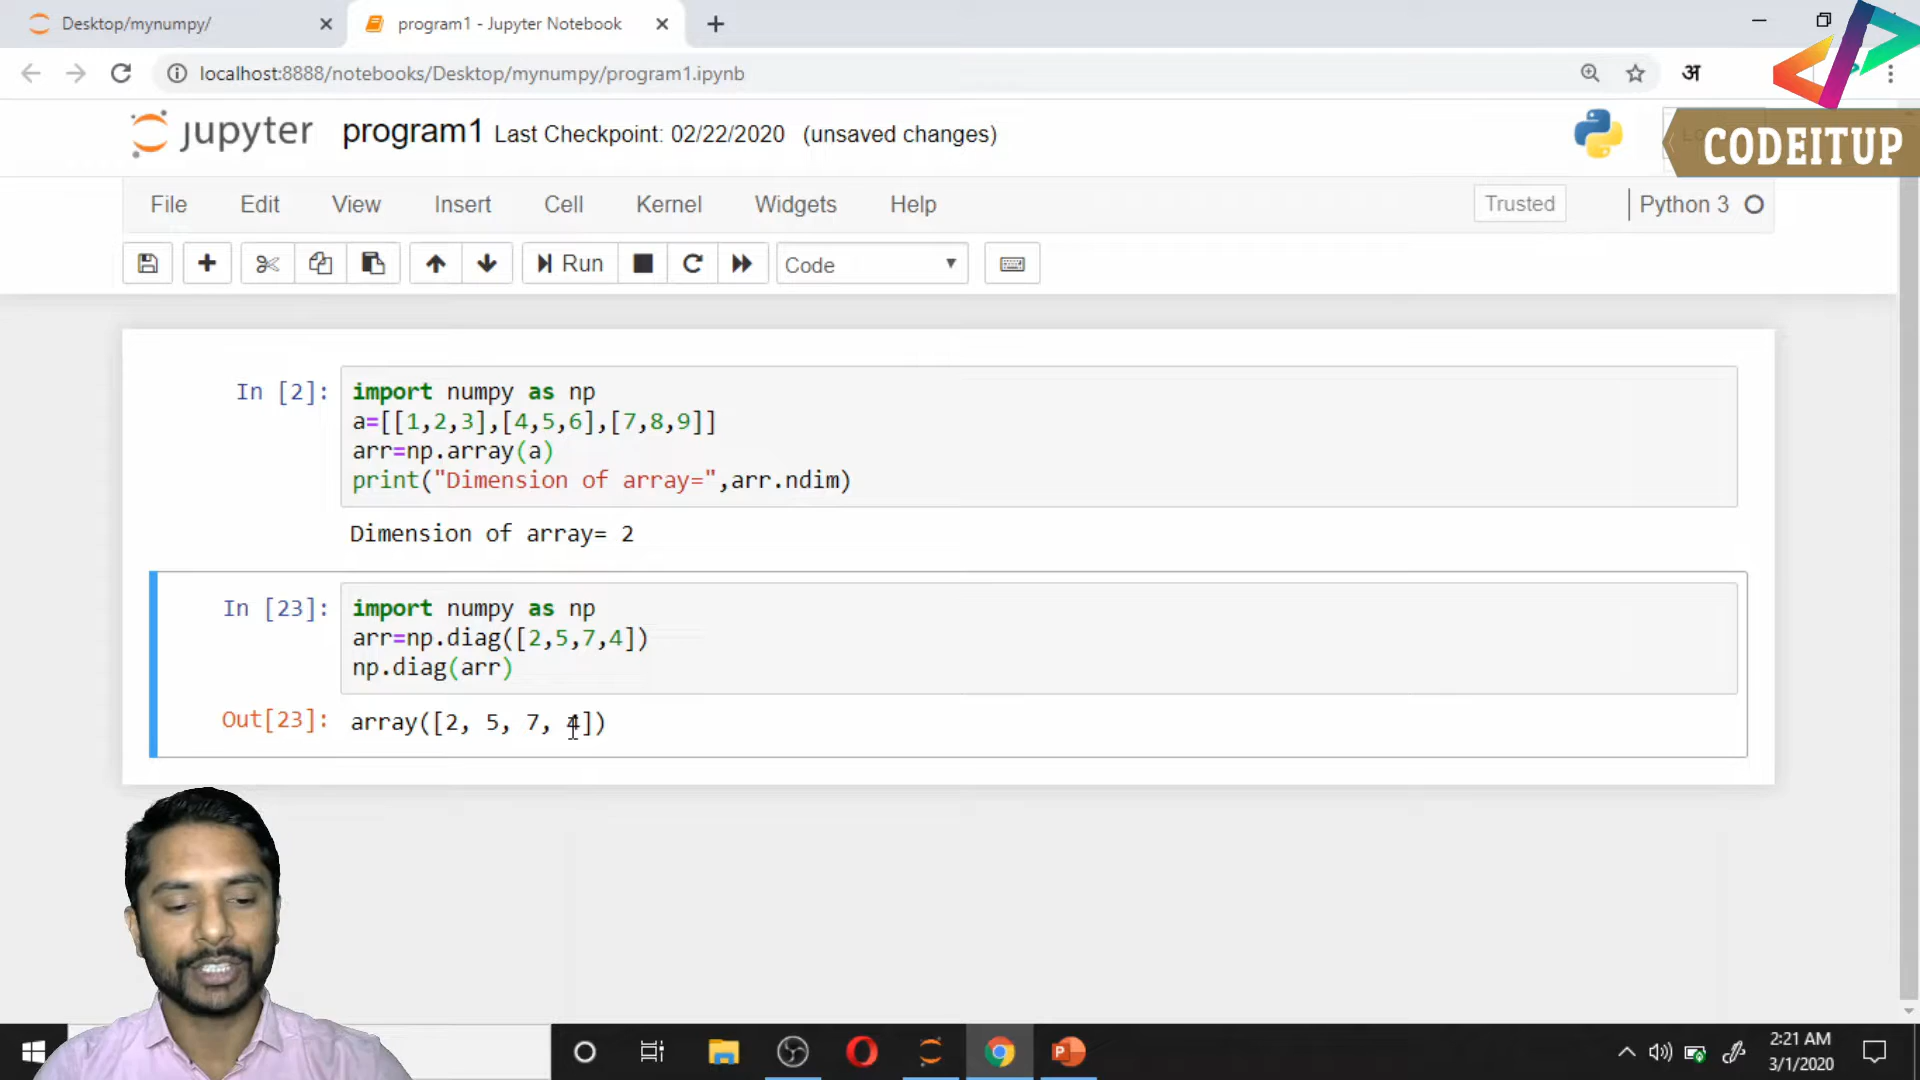 Desktop/mynumpy/
program1 - Jupyter Notebook
localhost:8888/notebooks/Desktop/mynumpy/program1.ipynb
अ
CODEITUP
jupyter program1 Last Checkpoint: 02/22/2020 (unsaved changes)
File Edit View Insert Cell Kernel Widgets Help Trusted Python 3
Run Code
In [2]: import numpy as np
a=[[1,2,3],[4,5,6],[7,8,9]]
arr=np.array(a)
print("Dimension of array=",arr.ndim)
Dimension of array= 2
In [23]: import numpy as np
arr=np.diag([2,5,7,4])
np.diag(arr)
Out[23]: array([2, 5, 7, 4])
2:21 AM
3/1/2020